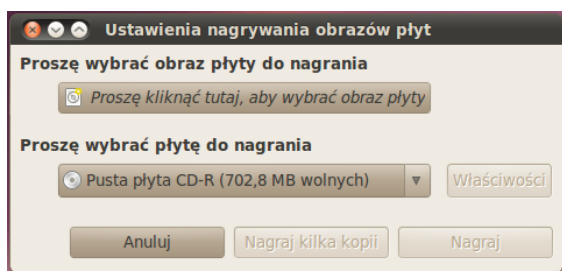 Ustawienia nagrywania obrazów płyt
Proszę wybrać obraz płyty do nagrania
Proszę kliknąć tutaj, aby wybrać obraz płyty
Proszę wybrać płytę do nagrania
Pusta płyta CD-R (702,8 MB wolnych) Właściwości
Anuluj Nagraj kilka kopii Nagraj